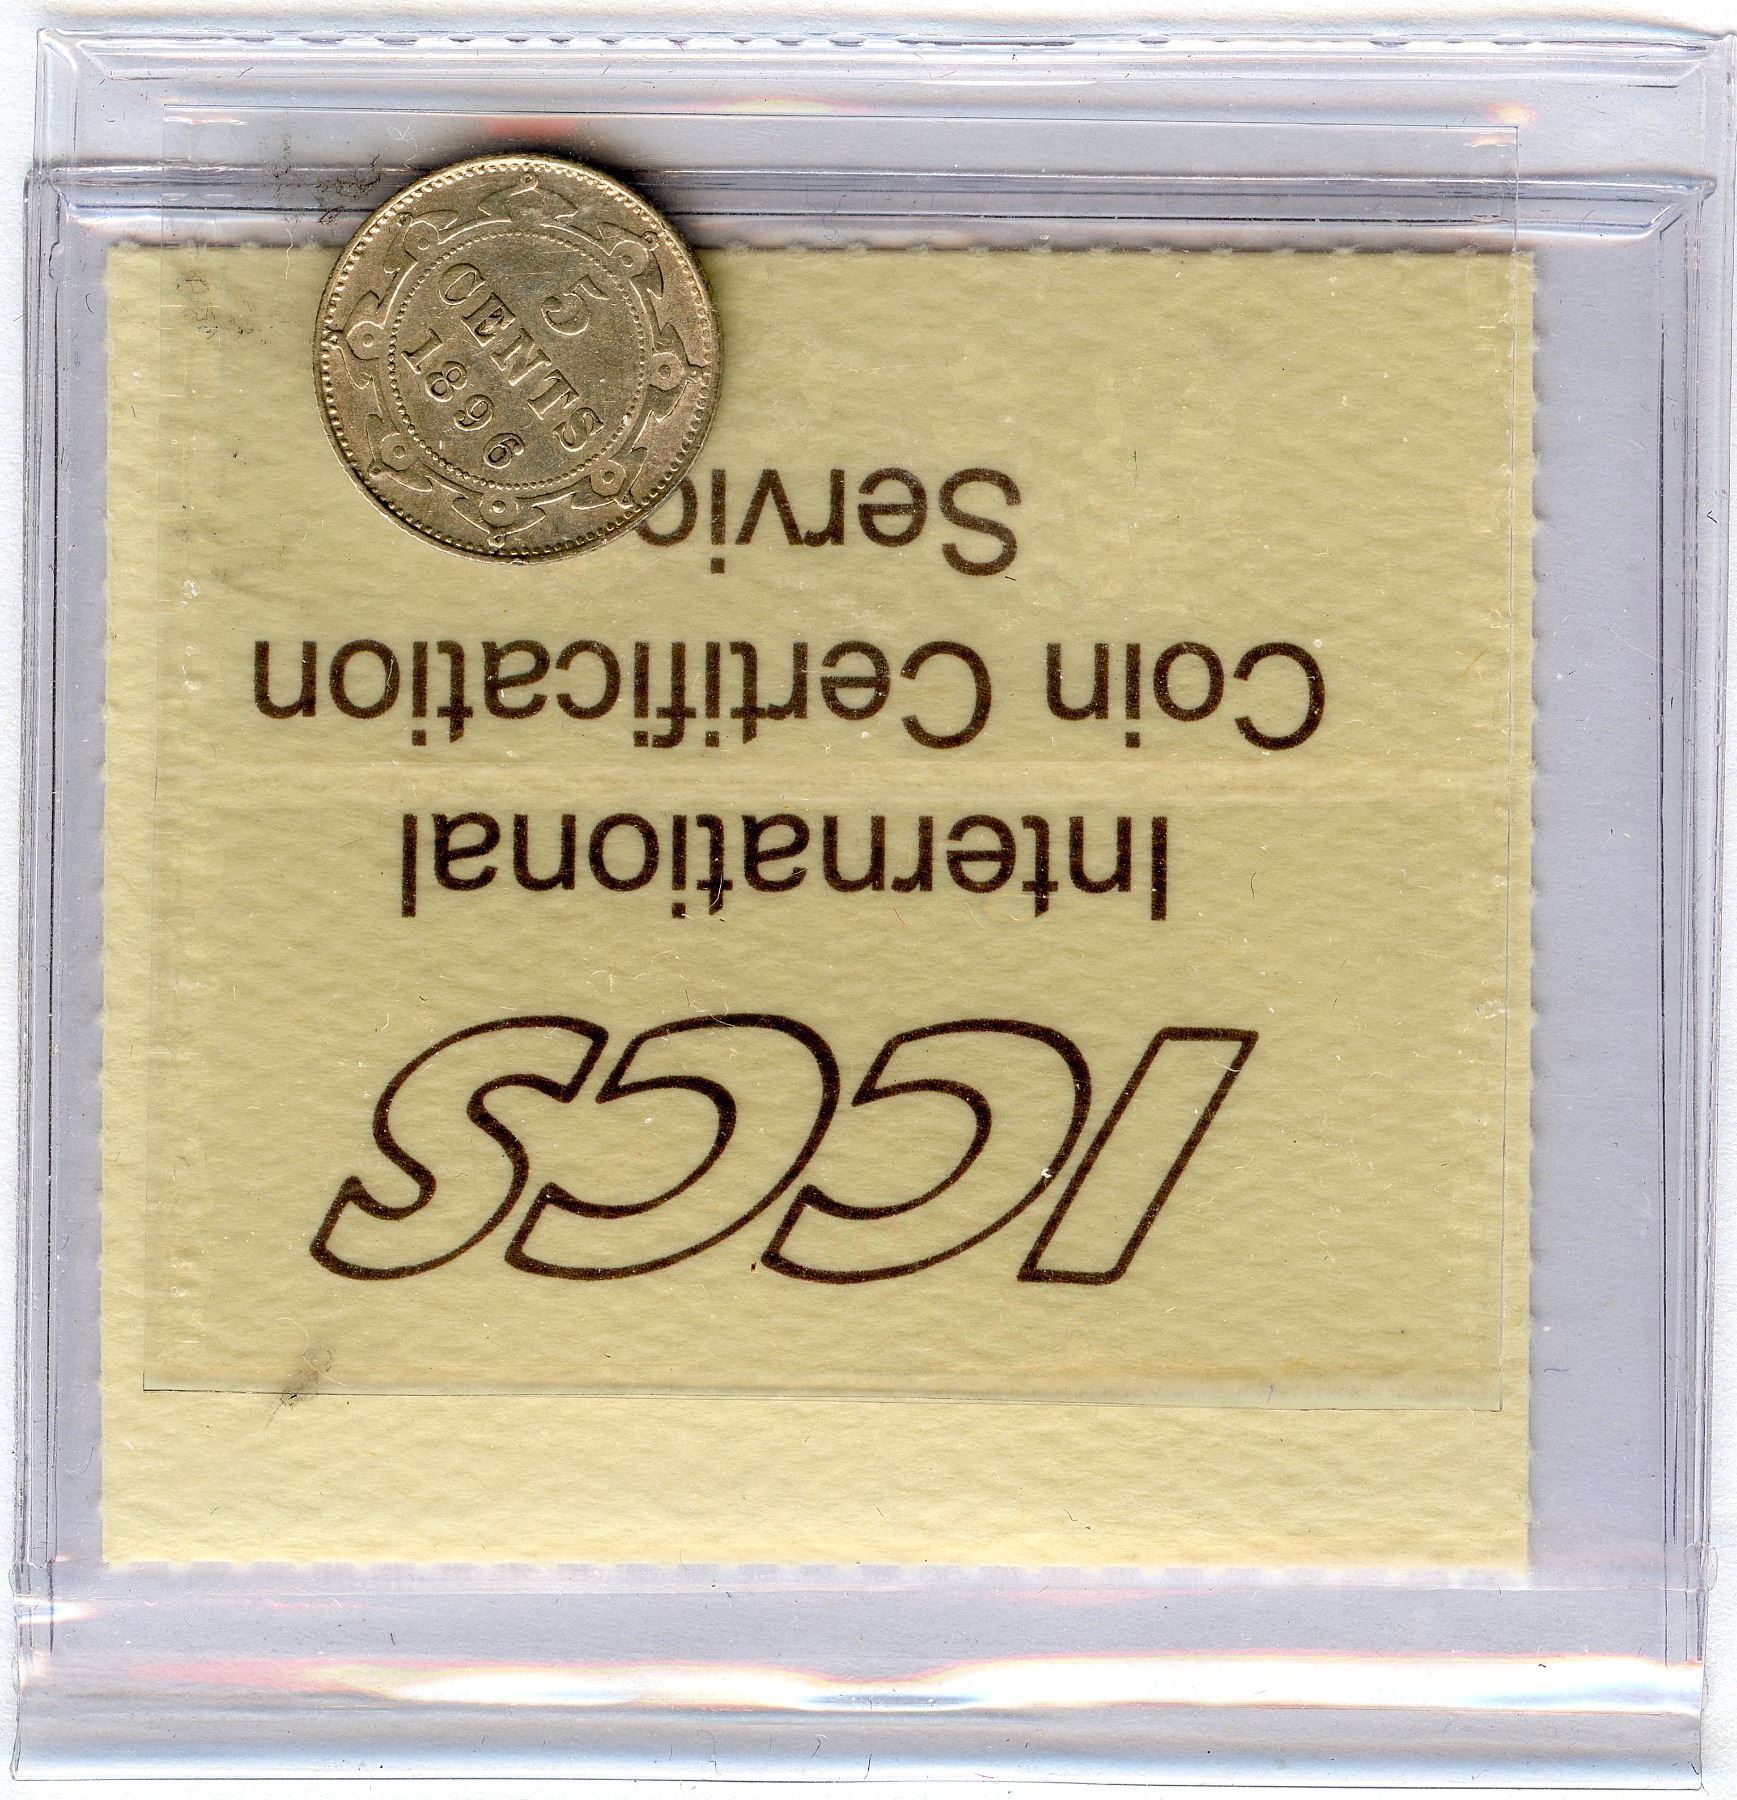 5
CENTS
1896
ICCS
International
Coin Certification
Servic